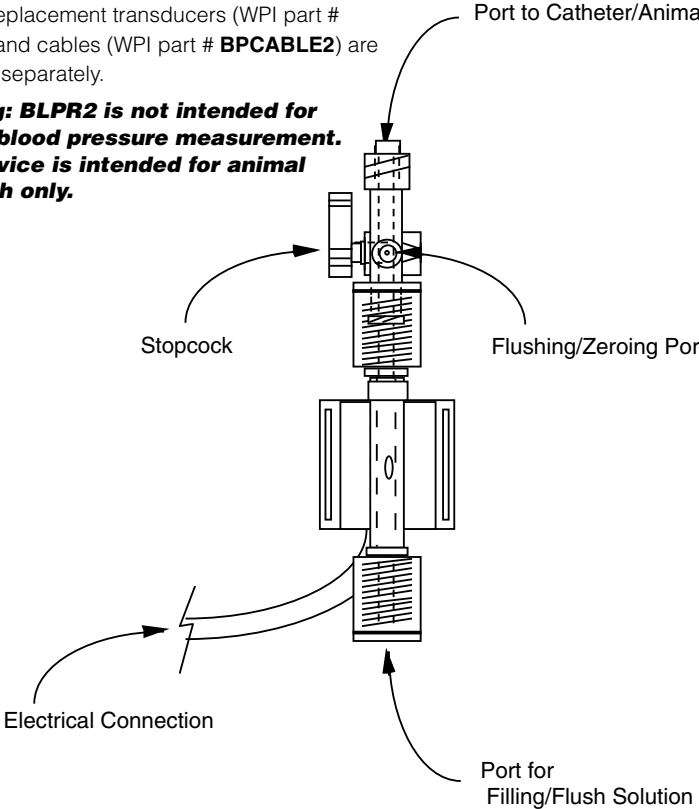 eplacement transducers (WPI part #
and cables (WPI part # BPCABLE2) are
separately.
g: BLPR2 is not intended for
blood pressure measurement.
vice is intended for animal
h only.
Port to Catheter/Anima
Stopcock
Flushing/Zeroing Por
Electrical Connection
Port for
Filling/Flush Solution